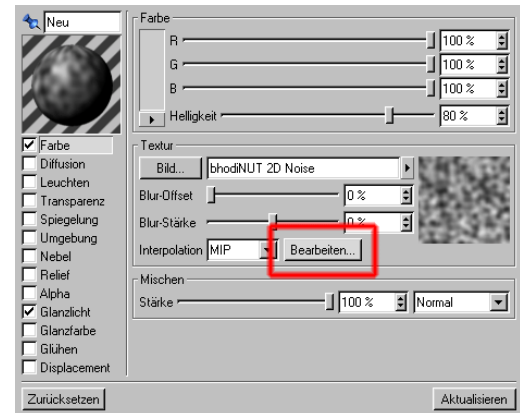 Neu
Farbe
R 100 %
G 100 %
B 100 %
Helligkeit 80 %
Farbe
Diffusion
Leuchten
Transparenz
Spiegelung
Umgebung
Nebel
Relief
Alpha
Glanzlicht
Glanzfarbe
Glühen
Displacement
Textur
Bild... bhodiNUT 2D Noise
Blur-Offset 0 %
Blur-Stärke 0 %
Interpolation MIP Bearbeiten...
Mischen
Stärke 100 % Normal
Zurücksetzen Aktualisieren